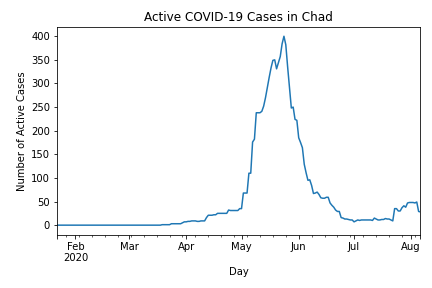 Active COVID-19 Cases in Chad
400
350
300
250
200
150
100
50
0
Number of Active Cases
Feb Mar Apr May Jun Jul Aug
2020
Day